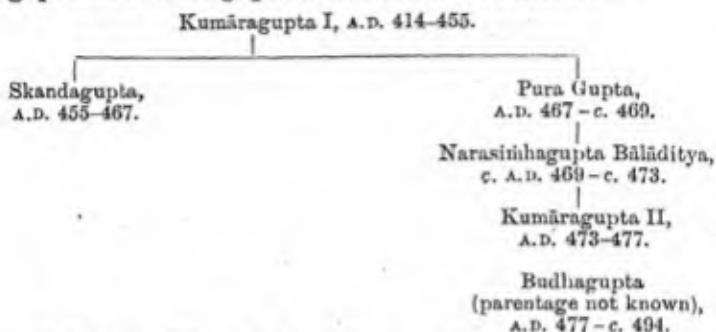 Kumāragupta I, A.D. 414–455.
Skandagupta,
A.D. 455–467.
Pura Gupta,
A.D. 467 – c. 469.
Narasiṁhagupta Bālāditya,
c. A.D. 469 – c. 473.
Kumāragupta II,
A.D. 473–477.
Budhagupta
(parentage not known),
A.D. 477 – c. 494.